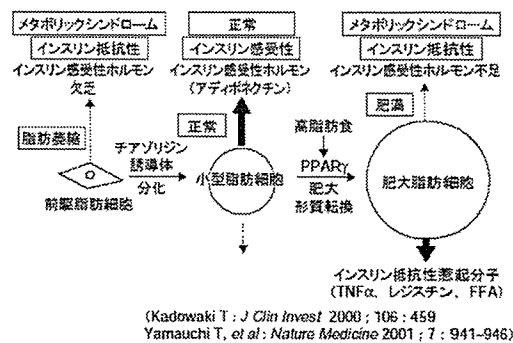 メタボリックシンドローム
インスリン抵抗性
インスリン感受性ホルモン
欠乏
正常
インスリン感受性
インスリン感受性ホルモン
(アディポネクチン)
メタボリックシンドローム
インスリン抵抗性
インスリン感受性ホルモン不足
脂肪萎縮
正常
肥満
チアゾリジン
誘導体
分化
高脂肪食
PPARγ
肥大
形質転換
前駆脂肪細胞
小型脂肪細胞
肥大脂肪細胞
インスリン抵抗性惹起分子
(TNFα、レジスチン、FFA)
(Kadowaki T : J Clin Invest 2000 ; 106 : 459
Yamauchi T, et al : Nature Medicine 2001 ; 7 : 941-946)